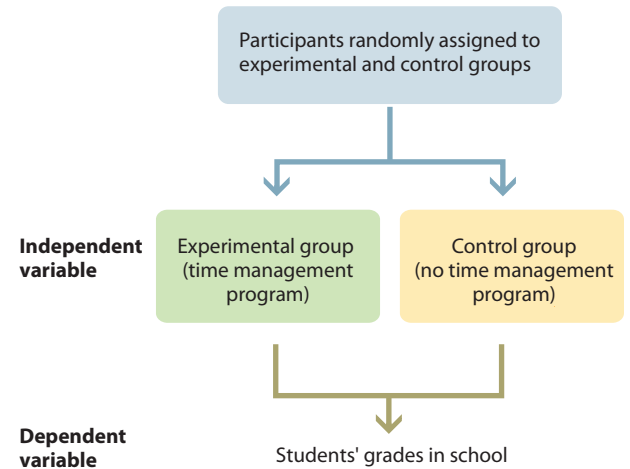 Participants randomly assigned to
experimental and control groups
Independent
variable
Experimental group
(time management
program)
Control group
(no time management
program)
Dependent
variable
Students' grades in school